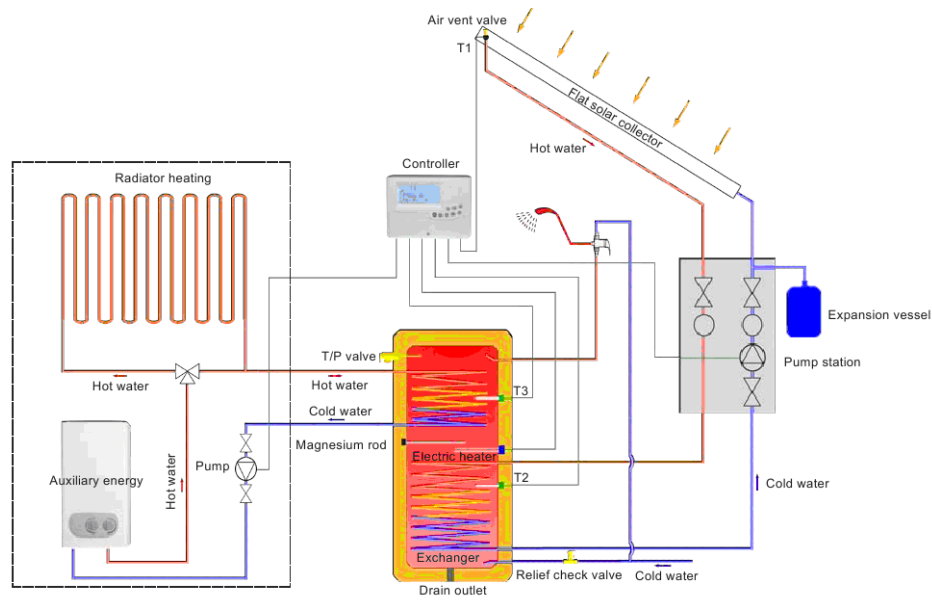 Air vent valve
T1
Flat solar collector
Hot water
Controller
Radiator heating
Expansion vessel
T/P valve
Pump station
Hot water
Hot water
T3
Cold water
Magnesium rod
Electric heater
Pump
Auxiliary energy
Hot water
T2
Cold water
Exchanger
Relief check valve
Cold water
Drain outlet